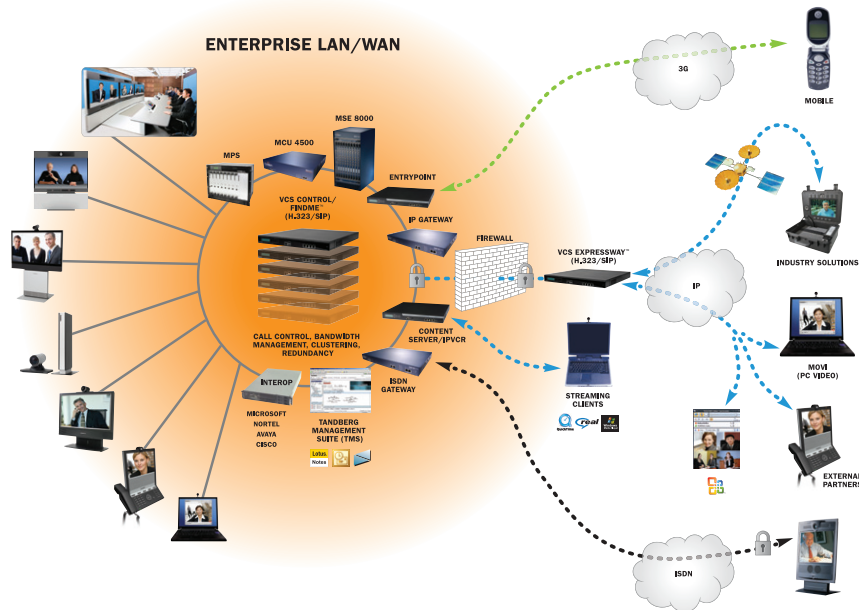 ENTERPRISE LAN/WAN
3G
MOBILE
MSE 8000
MCU 4500
MPS
ENTRYPOINT
VCS CONTROL/
FINDME™
(H.323/SIP)
IP GATEWAY
FIREWALL
VCS EXPRESSWAY™
(H.323/SIP)
INDUSTRY SOLUTIONS
IP
CONTENT
SERVER/IPVCR
CALL CONTROL, BANDWIDTH
MANAGEMENT, CLUSTERING,
REDUNDANCY
MOVI
(PC VIDEO)
ISDN
GATEWAY
INTEROP
MICROSOFT
NORTEL
AVAYA
CISCO
TANDBERG
MANAGEMENT
SUITE (TMS)
Lotus.
Notes
STREAMING
CLIENTS
QuickTime
real
EXTERNAL
PARTNERS
ISDN